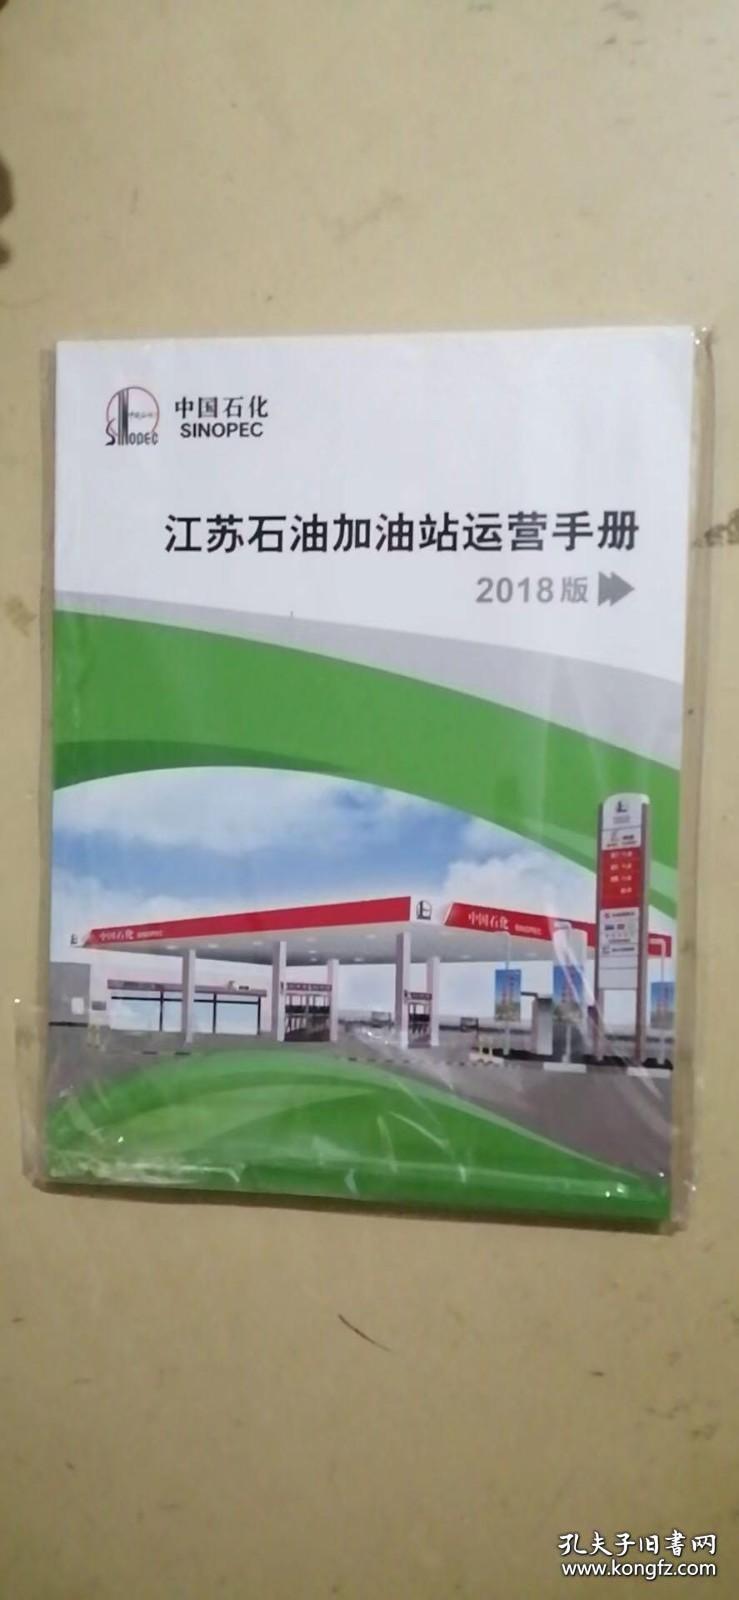 中国石化
SINOPEC
SINOPEC
江苏石油加油站运营手册
2018版
中国石化 SINOPEC
中国石化 SINOPEC
孔夫子旧书网
www.kongfz.com